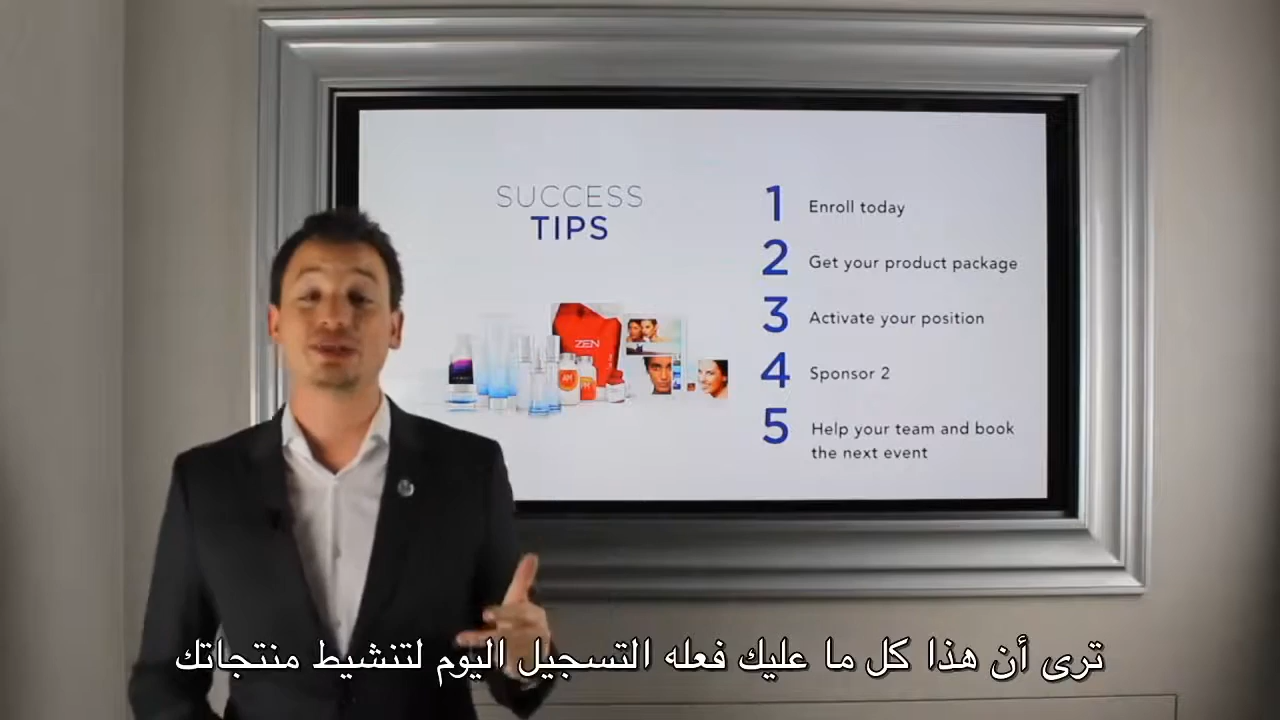 SUCCESS
TIPS
1 Enroll today
2 Get your product package
3 Activate your position
4 Sponsor 2
5 Help your team and book
the next event
ZEN
AM
PM
ترى أن هذا كل ما عليك فعله التسجيل اليوم لتنشيط منتجاتك